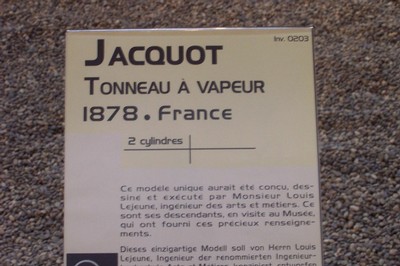 Inv. 0203
JACQUOT
TONNEAU À VAPEUR
1878. FRANCE
2 cylindres
Ce modèle unique aurait été conçu, des-
siné et exécuté par Monsieur Louis
Lejeune, ingénieur des arts et métiers. Ce
sont ses descendants, en visite au Musée,
qui ont fourni ces précieux renseigne-
ments.
Dieses einzigartige Modell soll von Herrn Louis
Lejeune, Ingenieur der renommierten Ingenieur-